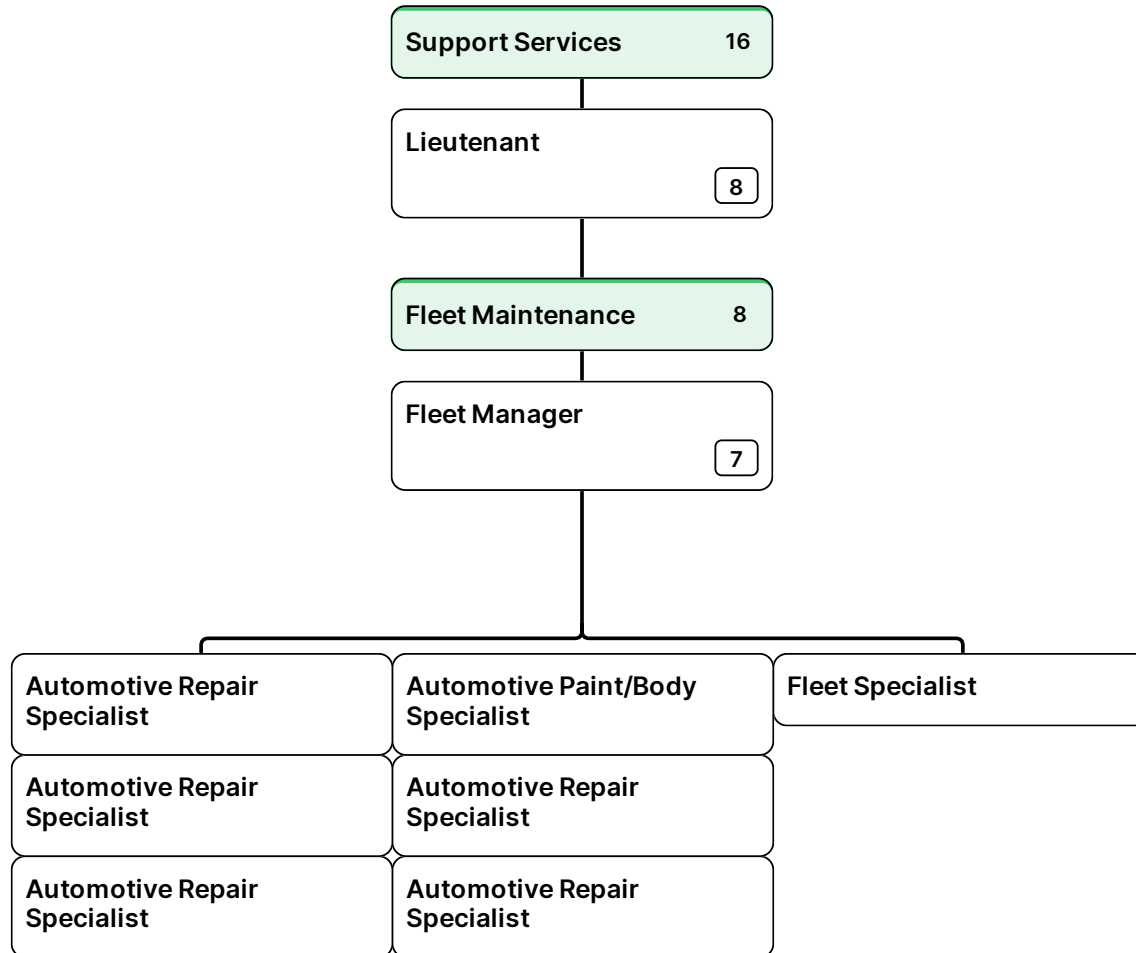 Support Services 16
Lieutenant
8
Fleet Maintenance 8
Fleet Manager
7
Automotive Repair
Specialist
Automotive Paint/Body
Specialist
Fleet Specialist
Automotive Repair
Specialist
Automotive Repair
Specialist
Automotive Repair
Specialist
Automotive Repair
Specialist